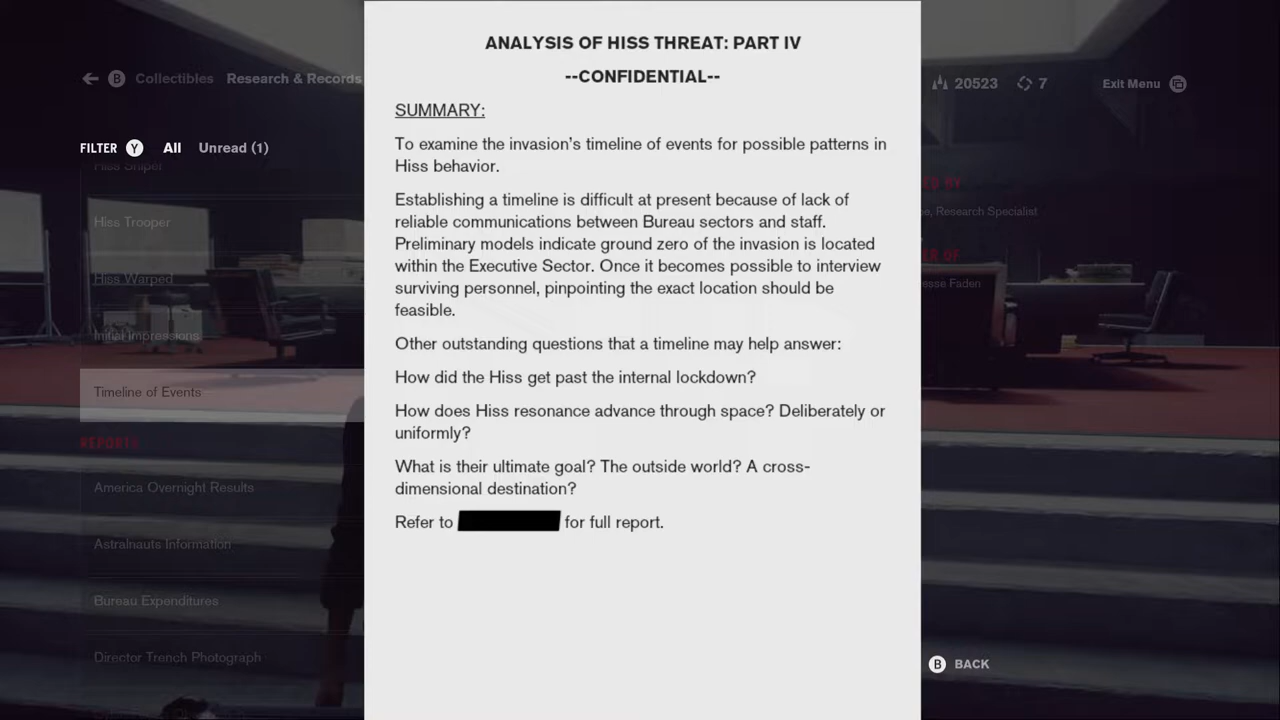 ANALYSIS OF HISS THREAT: PART IV
--CONFIDENTIAL--
B Collectibles Research & Records
20523 7 Exit Menu
SUMMARY:
To examine the invasion's timeline of events for possible patterns in
Hiss behavior.
FILTER Y All Unread (1)
Hiss Sniper
Hiss Trooper
Hiss Warped
Initial Impressions
Timeline of Events
REPORTS
America Overnight Results
Astralnauts Information
Bureau Expenditures
Director Trench Photograph
Establishing a timeline is difficult at present because of lack of
reliable communications between Bureau sectors and staff.
Preliminary models indicate ground zero of the invasion is located
within the Executive Sector. Once it becomes possible to interview
surviving personnel, pinpointing the exact location should be
feasible.
Other outstanding questions that a timeline may help answer:
How did the Hiss get past the internal lockdown?
How does Hiss resonance advance through space? Deliberately or
uniformly?
What is their ultimate goal? The outside world? A cross-
dimensional destination?
Refer to for full report.
BY
, Research Specialist
OF
Faden
B BACK